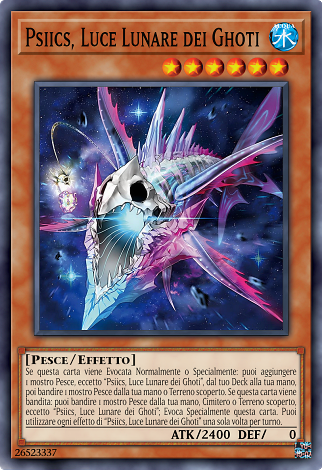 Psiics, Luce Lunare dei Ghoti
ACQUA
水
[Pesce/Effetto]
Se questa carta viene Evocata Normalmente o Specialmente: puoi aggiungere
1 mostro Pesce, eccetto "Psiics, Luce Lunare dei Ghoti", dal tuo Deck alla tua mano,
poi bandire 1 mostro Pesce dalla tua mano o Terreno scoperto. Se questa carta viene
bandita: puoi bandire 1 mostro Pesce dalla tua mano, Cimitero o Terreno scoperto,
eccetto "Psiics, Luce Lunare dei Ghoti"; Evoca Specialmente questa carta. Puoi
utilizzare ogni effetto di "Psiics, Luce Lunare dei Ghoti" una sola volta per turno.
ATK/2400 DEF/ 0
26523337